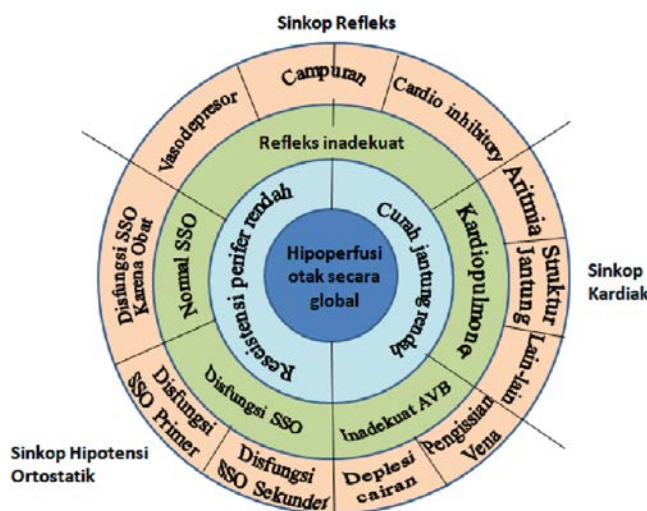 Sinkop Refleks
Campuran
Vasodepresor
Cardio inhibitory
Refleks inadekuat
Aritmia
Struktur
Jantung
Lain-lain
Sinkop
Kardiak
Disfungsi SSO
Karena Obat
Normal SSO
Reseistensi perifer rendah
Curah jantung rendah
Kardiopulmoner
Hipoperfusi
otak secara
global
Disfungsi SSO
Inadekuat AVB
Disfungsi
SSO Primer
Disfungsi
SSO Sekunder
Deplesi
cairan
Pengissian
Vena
Sinkop Hipotensi
Ortostatik